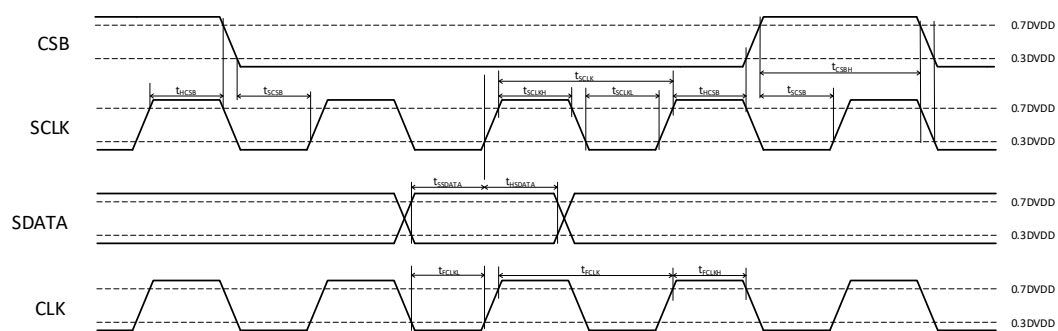 0.7DVDD
CSB
0.3DVDD
tCSBH
tSCLK
tHCSB tSCSB tSCLKH tSCLKL tHCSB tSCSB
0.7DVDD
SCLK
0.3DVDD
tSSDATA tHSDATA
0.7DVDD
SDATA
0.3DVDD
tFCLKL tFCLK tFCLKH
0.7DVDD
CLK
0.3DVDD